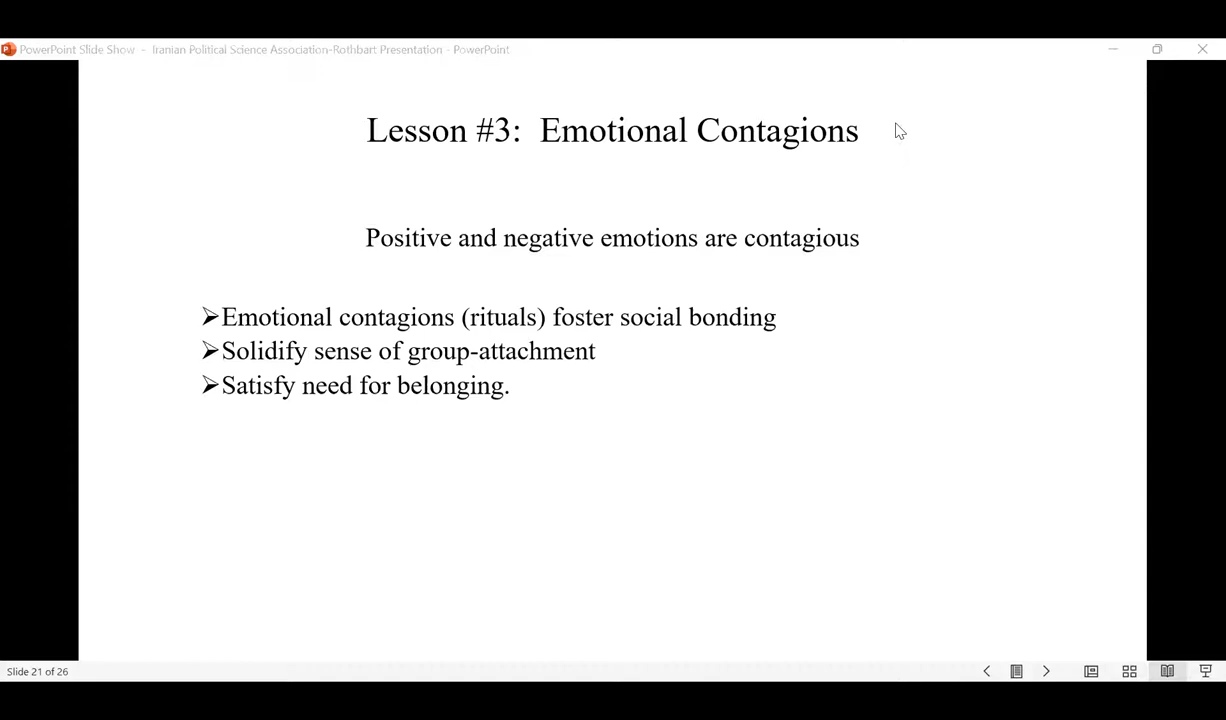 PowerPoint Slide Show - Iranian Political Science Association-Rothbart Presentation - PowerPoint
Lesson #3: Emotional Contagions
Positive and negative emotions are contagious
➢Emotional contagions (rituals) foster social bonding
➢Solidify sense of group-attachment
➢Satisfy need for belonging.
Slide 21 of 26